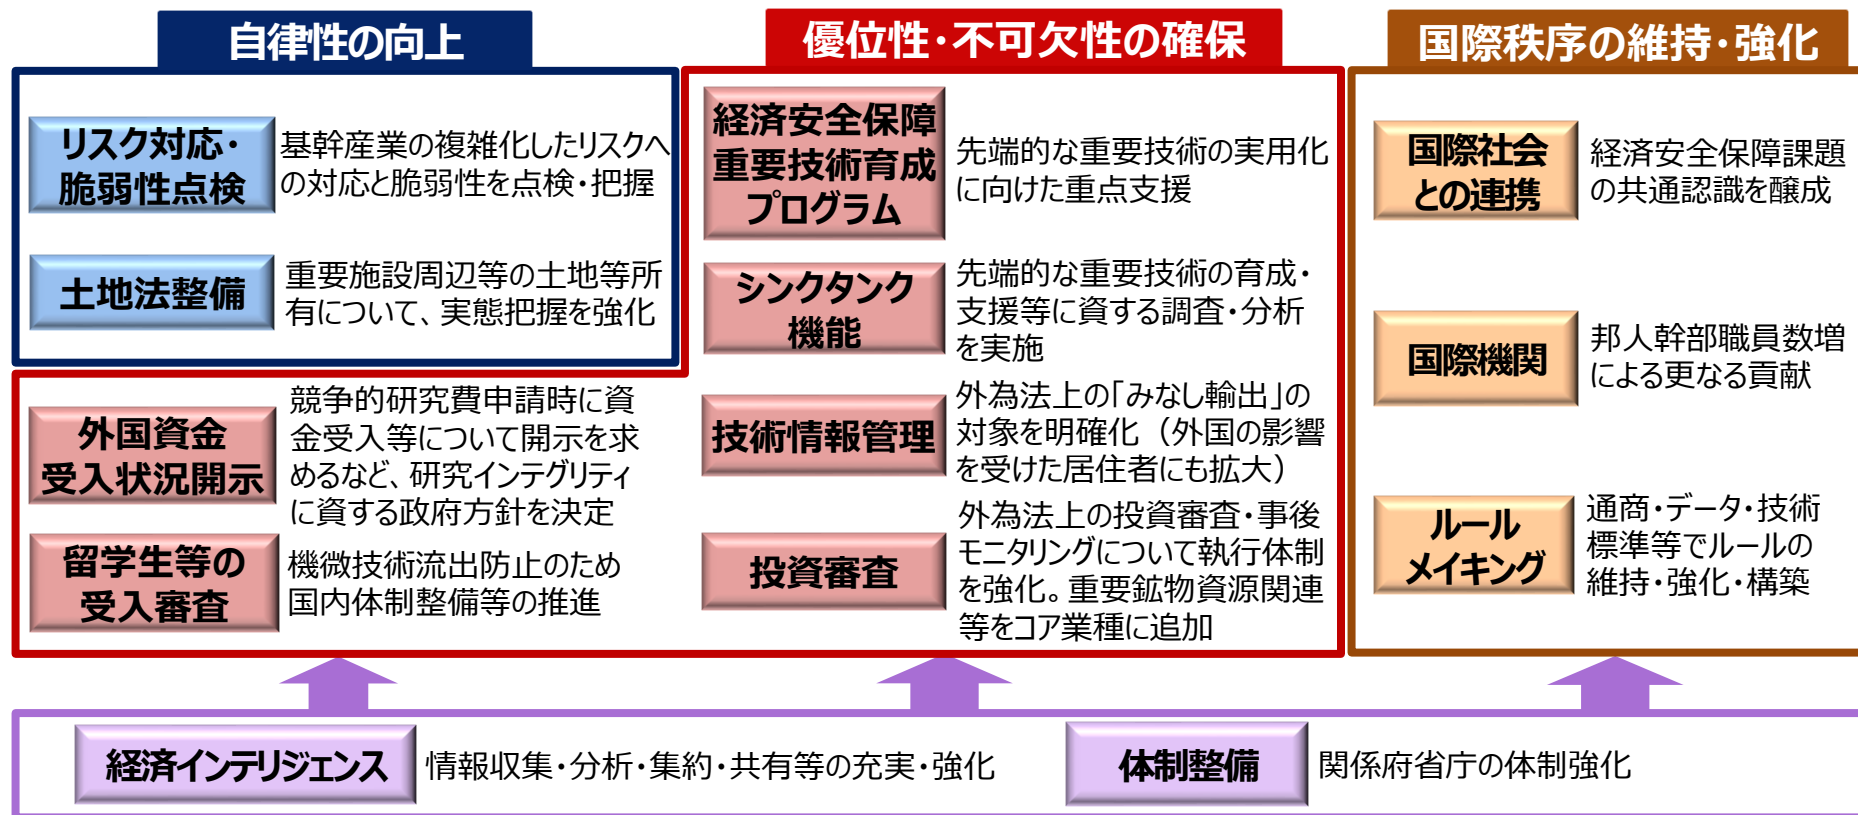 自律性の向上
リスク対応・
脆弱性点検
基幹産業の複雑化したリスクへ
の対応と脆弱性を点検・把握
土地法整備
重要施設周辺等の土地等所
有について、実態把握を強化
優位性・不可欠性の確保
外国資金
受入状況開示
競争的研究費申請時に資
金受入等について開示を求
めるなど、研究インテグリティ
に資する政府方針を決定
留学生等の
受入審査
機微技術流出防止のため
国内体制整備等の推進
経済安全保障
重要技術育成
プログラム
先端的な重要技術の実用化
に向けた重点支援
シンクタンク
機能
先端的な重要技術の育成・
支援等に資する調査・分析
を実施
技術情報管理
外為法上の「みなし輸出」の
対象を明確化（外国の影響
を受けた居住者にも拡大）
投資審査
外為法上の投資審査・事後
モニタリングについて執行体制
を強化。重要鉱物資源関連
等をコア業種に追加
国際秩序の維持・強化
国際社会
との連携
経済安全保障課題
の共通認識を醸成
国際機関
邦人幹部職員数増
による更なる貢献
ルール
メイキング
通商・データ・技術
標準等でルールの
維持・強化・構築
経済インテリジェンス
情報収集・分析・集約・共有等の充実・強化
体制整備
関係府省庁の体制強化